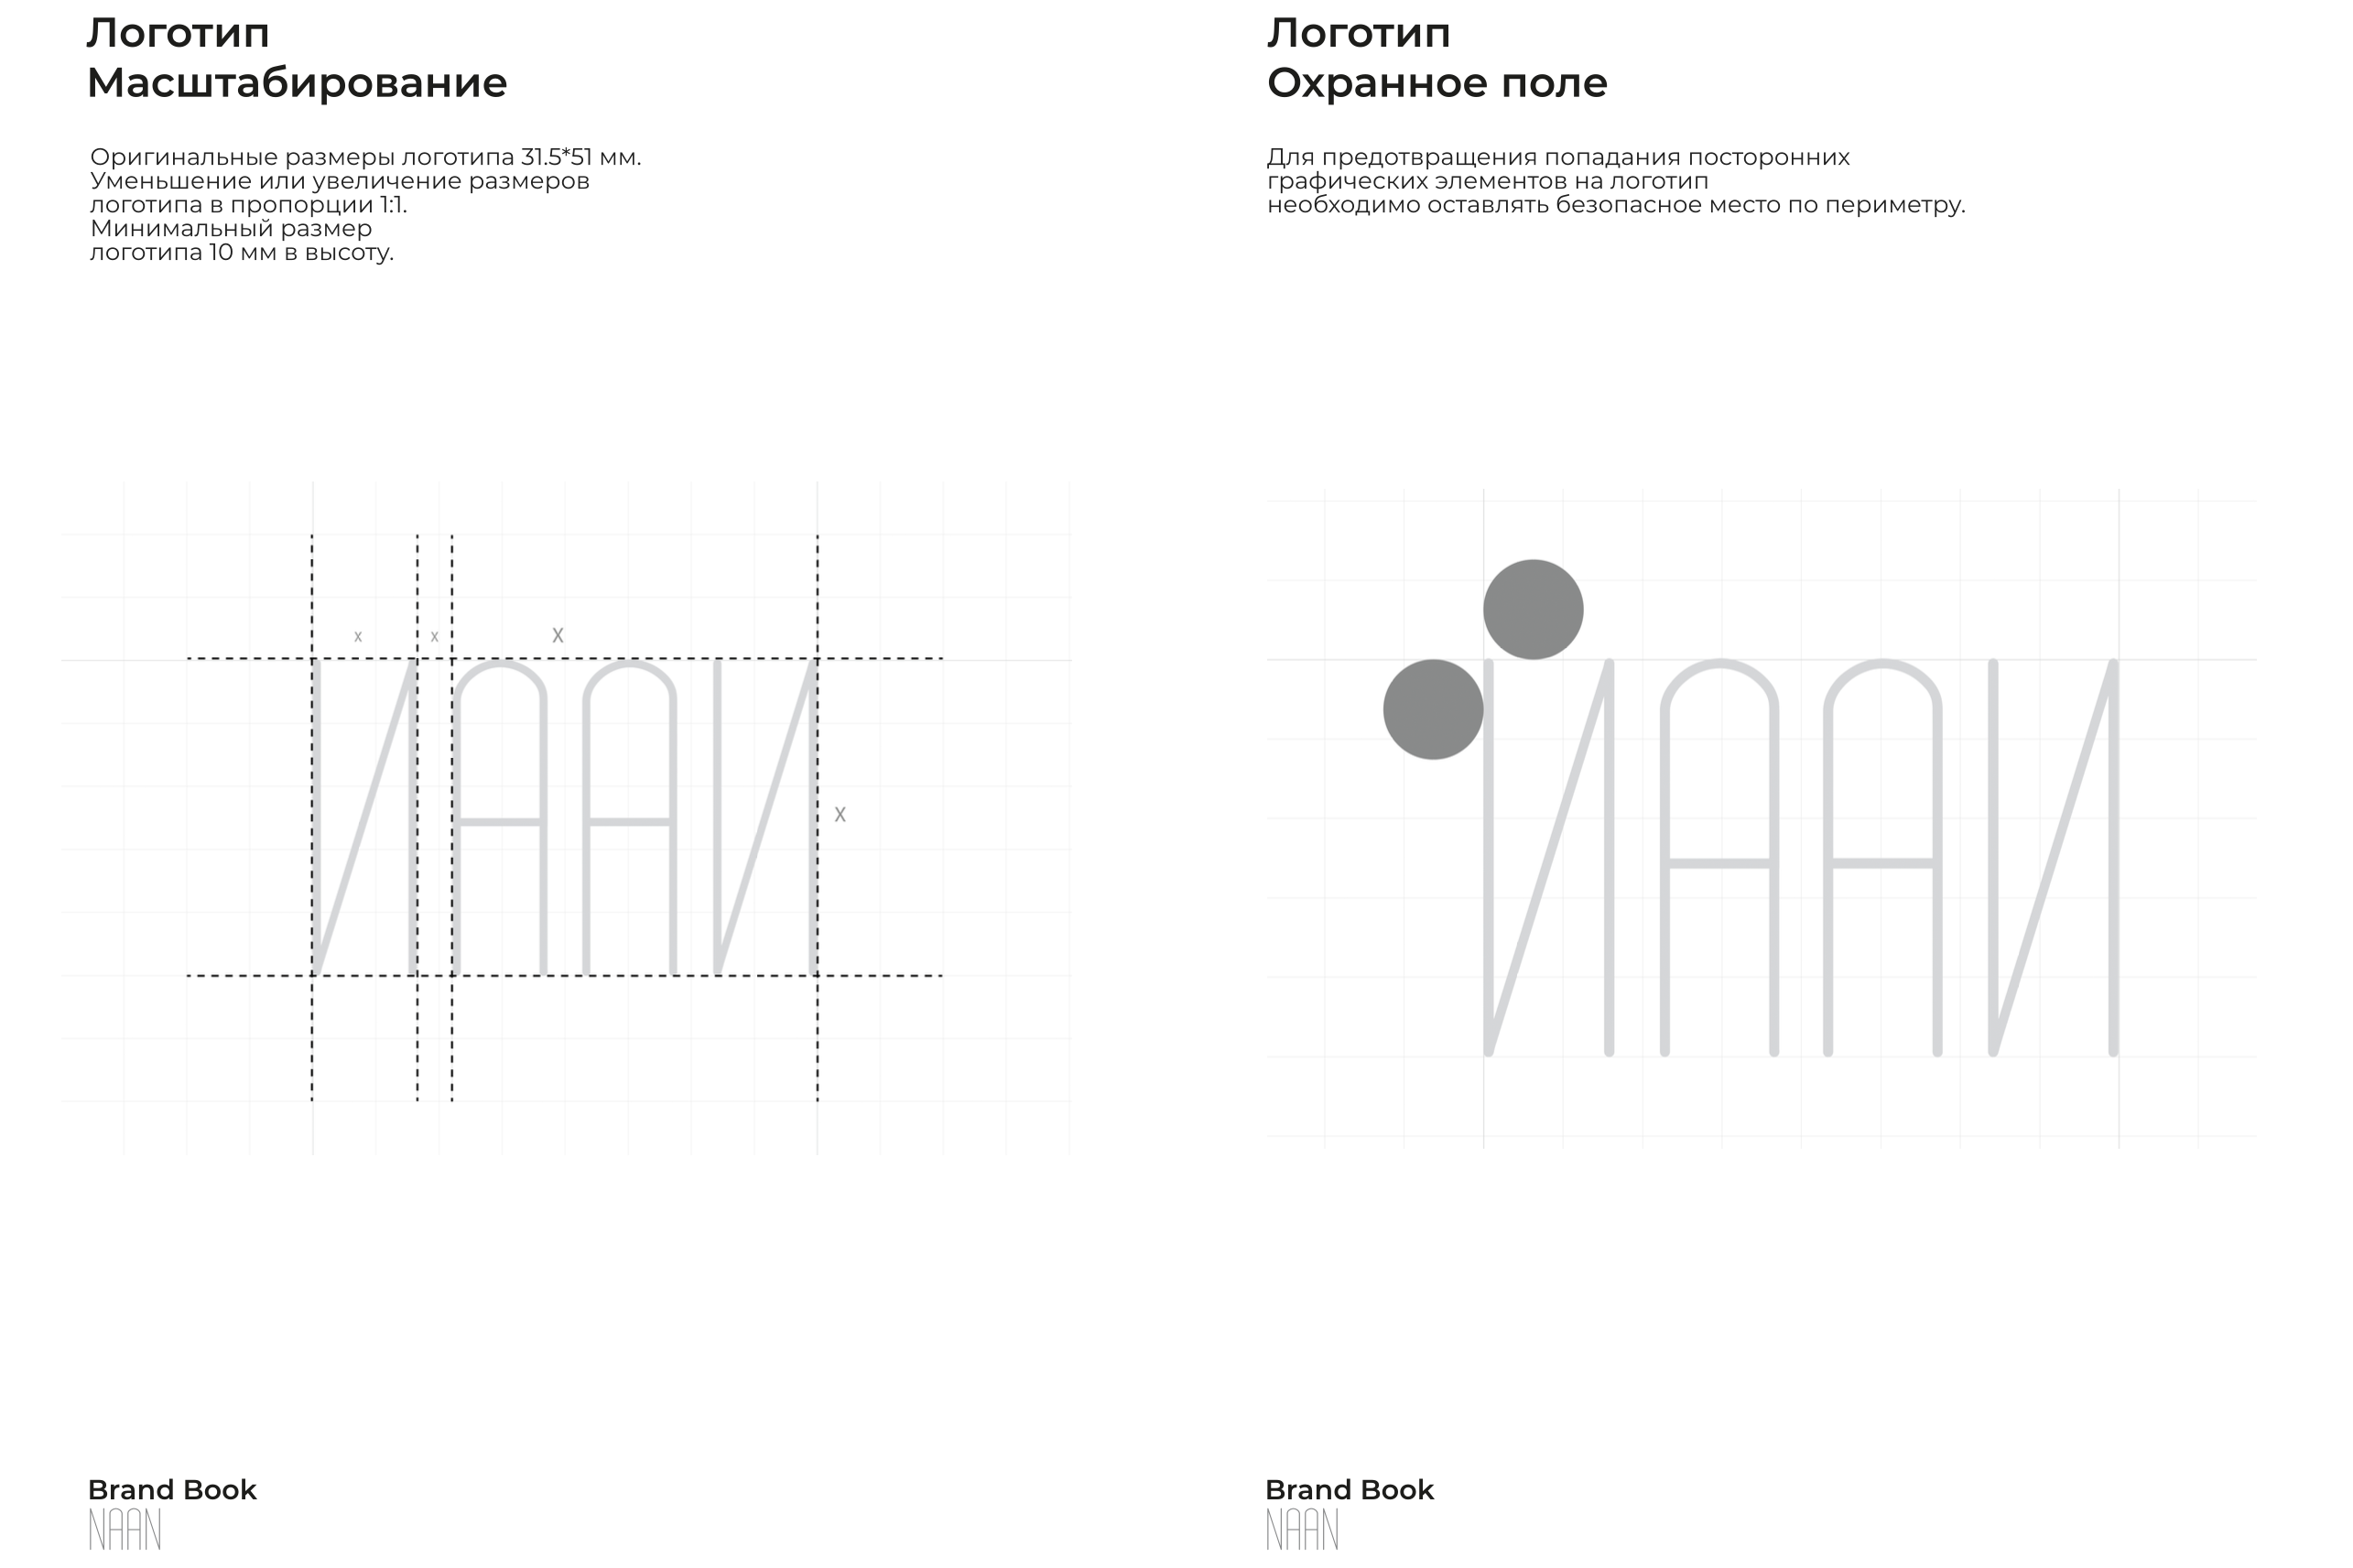 Логотип
Масштабирование
Оригинальные размеры логотипа 31.5*51 мм.
Уменьшение или увеличение размеров
логотипа в пропорции 1:1.
Минимальный размер
логотипа 10 мм в высоту.
x x x
ИAAИ
x
Brand Book
NAAN
Логотип
Охранное поле
Для предотвращения попадания посторонних
графических элементов на логотип
необходимо оставлять безопасное место по периметру.
ИAAИ
Brand Book
NAAN